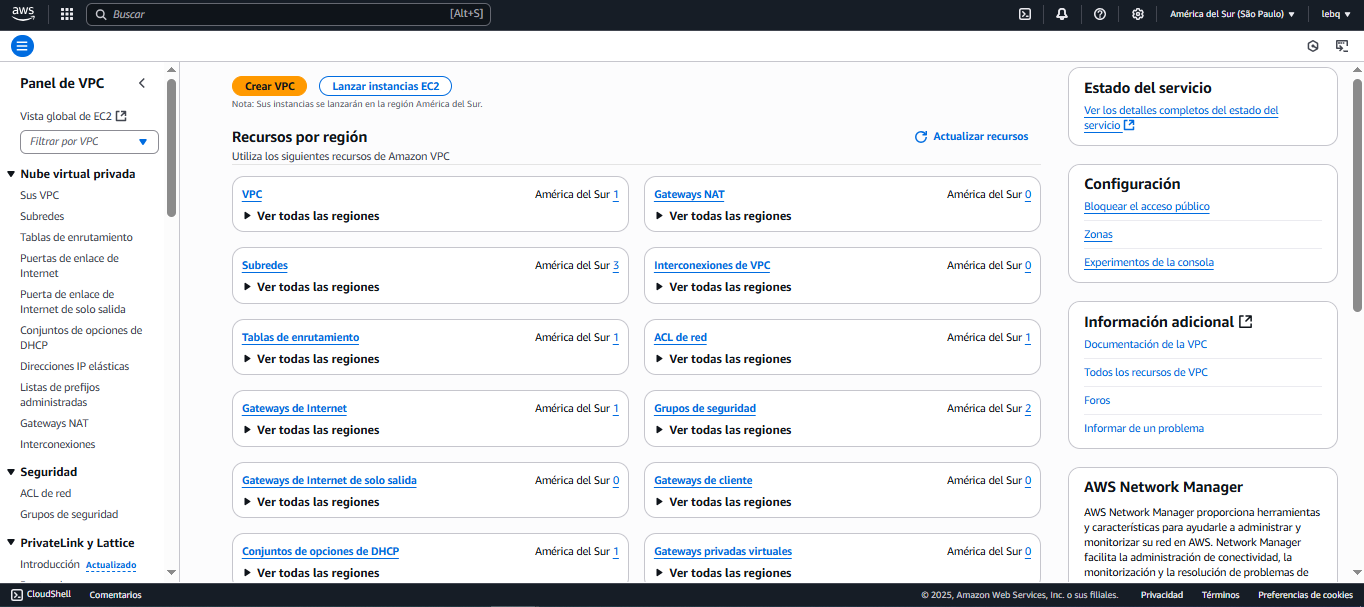 aws
Buscar
[Alt+S]
América del Sur (São Paulo)
lebq
Panel de VPC
Vista global de EC2
Filtrar por VPC
Nube virtual privada
Sus VPC
Subredes
Tablas de enrutamiento
Puertas de enlace de
Internet
Puerta de enlace de
Internet de solo salida
Conjuntos de opciones de
DHCP
Direcciones IP elásticas
Listas de prefijos
administradas
Gateways NAT
Interconexiones
Seguridad
ACL de red
Grupos de seguridad
PrivateLink y Lattice
Introducción Actualizado
Crear VPC
Lanzar instancias EC2
Nota: Sus instancias se lanzarán en la región América del Sur.
Recursos por región
Actualizar recursos
Utiliza los siguientes recursos de Amazon VPC
VPC América del Sur 1
Ver todas las regiones
Gateways NAT América del Sur 0
Ver todas las regiones
Subredes América del Sur 3
Ver todas las regiones
Interconexiones de VPC América del Sur 0
Ver todas las regiones
Tablas de enrutamiento América del Sur 1
Ver todas las regiones
ACL de red América del Sur 1
Ver todas las regiones
Gateways de Internet América del Sur 1
Ver todas las regiones
Grupos de seguridad América del Sur 2
Ver todas las regiones
Gateways de Internet de solo salida América del Sur 0
Ver todas las regiones
Gateways de cliente América del Sur 0
Ver todas las regiones
Conjuntos de opciones de DHCP América del Sur 1
Ver todas las regiones
Gateways privadas virtuales América del Sur 0
Ver todas las regiones
Estado del servicio
Ver los detalles completos del estado del
servicio
Configuración
Bloquear el acceso público
Zonas
Experimentos de la consola
Información adicional
Documentación de la VPC
Todos los recursos de VPC
Foros
Informar de un problema
AWS Network Manager
AWS Network Manager proporciona herramientas
y características para ayudarle a administrar y
monitorizar su red en AWS. Network Manager
facilita la administración de conectividad, la
monitorización y la resolución de problemas de
CloudShell
Comentarios
© 2025, Amazon Web Services, Inc. o sus filiales.
Privacidad
Términos
Preferencias de cookies